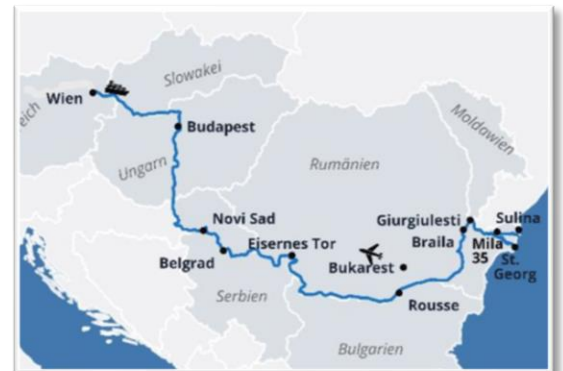 Slowakei
Wien
eich
Budapest
Ungarn
Moldawien
Rumänien
Novi Sad
Giurgiulesti
Sulina
Eisernes Tor
Braila
Mila
35
St.
Georg
Belgrad
Bukarest
Serbien
Rousse
Bulgarien